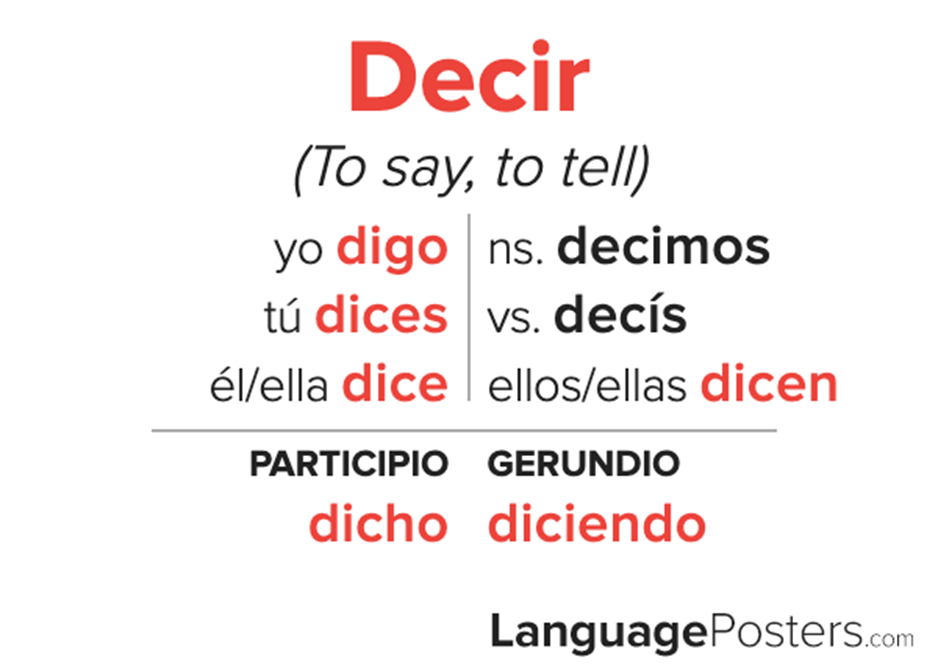 Decir
(To say, to tell)
yo digo ns. decimos
tú dices vs. decís
él/ella dice ellos/ellas dicen
PARTICIPIO GERUNDIO
dicho diciendo
LanguagePosters.com